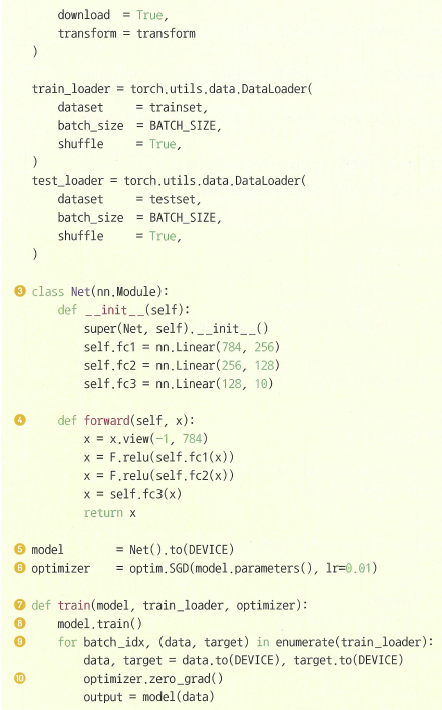 download = True,
transform = transform
)
train_loader = torch.utils.data.DataLoader(
dataset = trainset,
batch_size = BATCH_SIZE,
shuffle = True,
)
test_loader = torch.utils.data.DataLoader(
dataset = testset,
batch_size = BATCH_SIZE,
shuffle = True,
)
❸ class Net(nn.Module):
def __init__(self):
super(Net, self).__init__()
self.fc1 = nn.Linear(784, 256)
self.fc2 = nn.Linear(256, 128)
self.fc3 = nn.Linear(128, 10)
❹ def forward(self, x):
x = x.view(-1, 784)
x = F.relu(self.fc1(x))
x = F.relu(self.fc2(x))
x = self.fc3(x)
return x
❺ model = Net().to(DEVICE)
❻ optimizer = optim.SGD(model.parameters(), lr=0.01)
❼ def train(model, train_loader, optimizer):
❽ model.train()
❾ for batch_idx, (data, target) in enumerate(train_loader):
data, target = data.to(DEVICE), target.to(DEVICE)
❿ optimizer.zero_grad()
output = model(data)